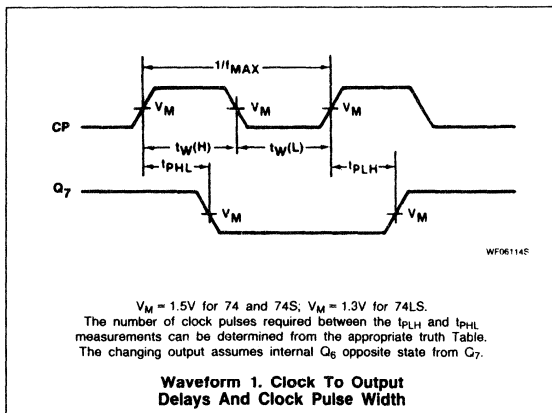 1/fMAX
CP
VM VM VM
tW(H) tW(L)
tPHL tPLH
Q7
VM VM
WF06114S
VM = 1.5V for 74 and 74S; VM = 1.3V for 74LS.
The number of clock pulses required between the tPLH and tPHL
measurements can be determined from the appropriate truth Table.
The changing output assumes internal Q6 opposite state from Q7.
Waveform 1. Clock To Output
Delays And Clock Pulse Width